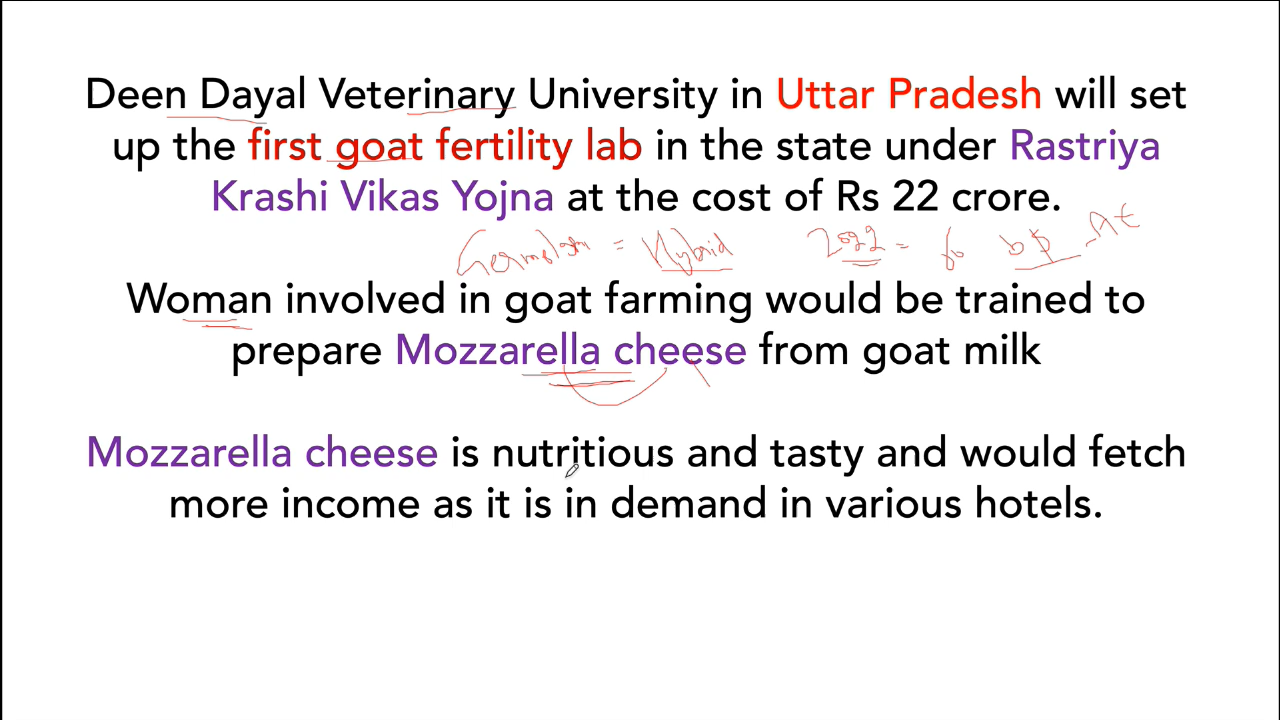 Deen Dayal Veterinary University in Uttar Pradesh will set
up the first goat fertility lab in the state under Rastriya
Krashi Vikas Yojna at the cost of Rs 22 crore.
= Hybrid 2022 =
Woman involved in goat farming would be trained to
prepare Mozzarella cheese from goat milk
Mozzarella cheese is nutritious and tasty and would fetch
more income as it is in demand in various hotels.